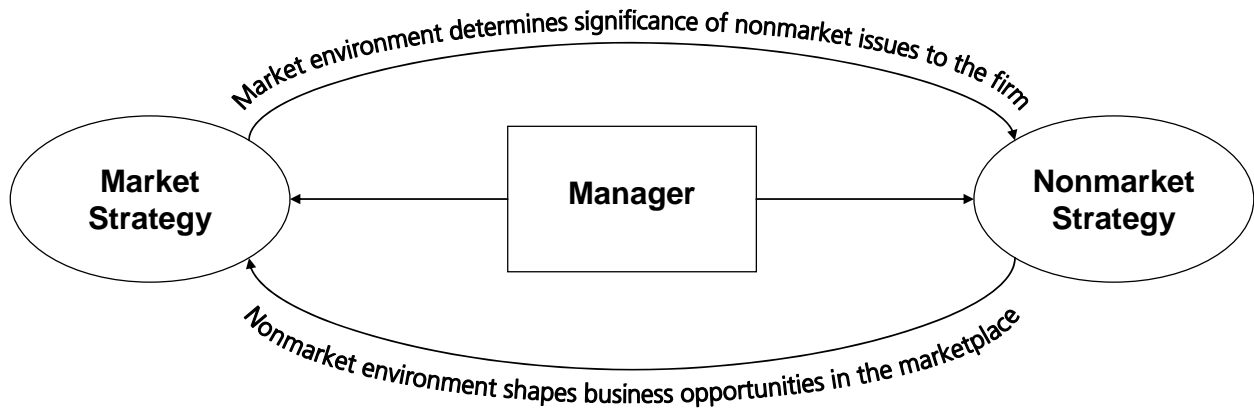 Market environment determines significance of nonmarket issues to the firm
Market
Strategy
Manager
Nonmarket
Strategy
Nonmarket environment shapes business opportunities in the marketplace